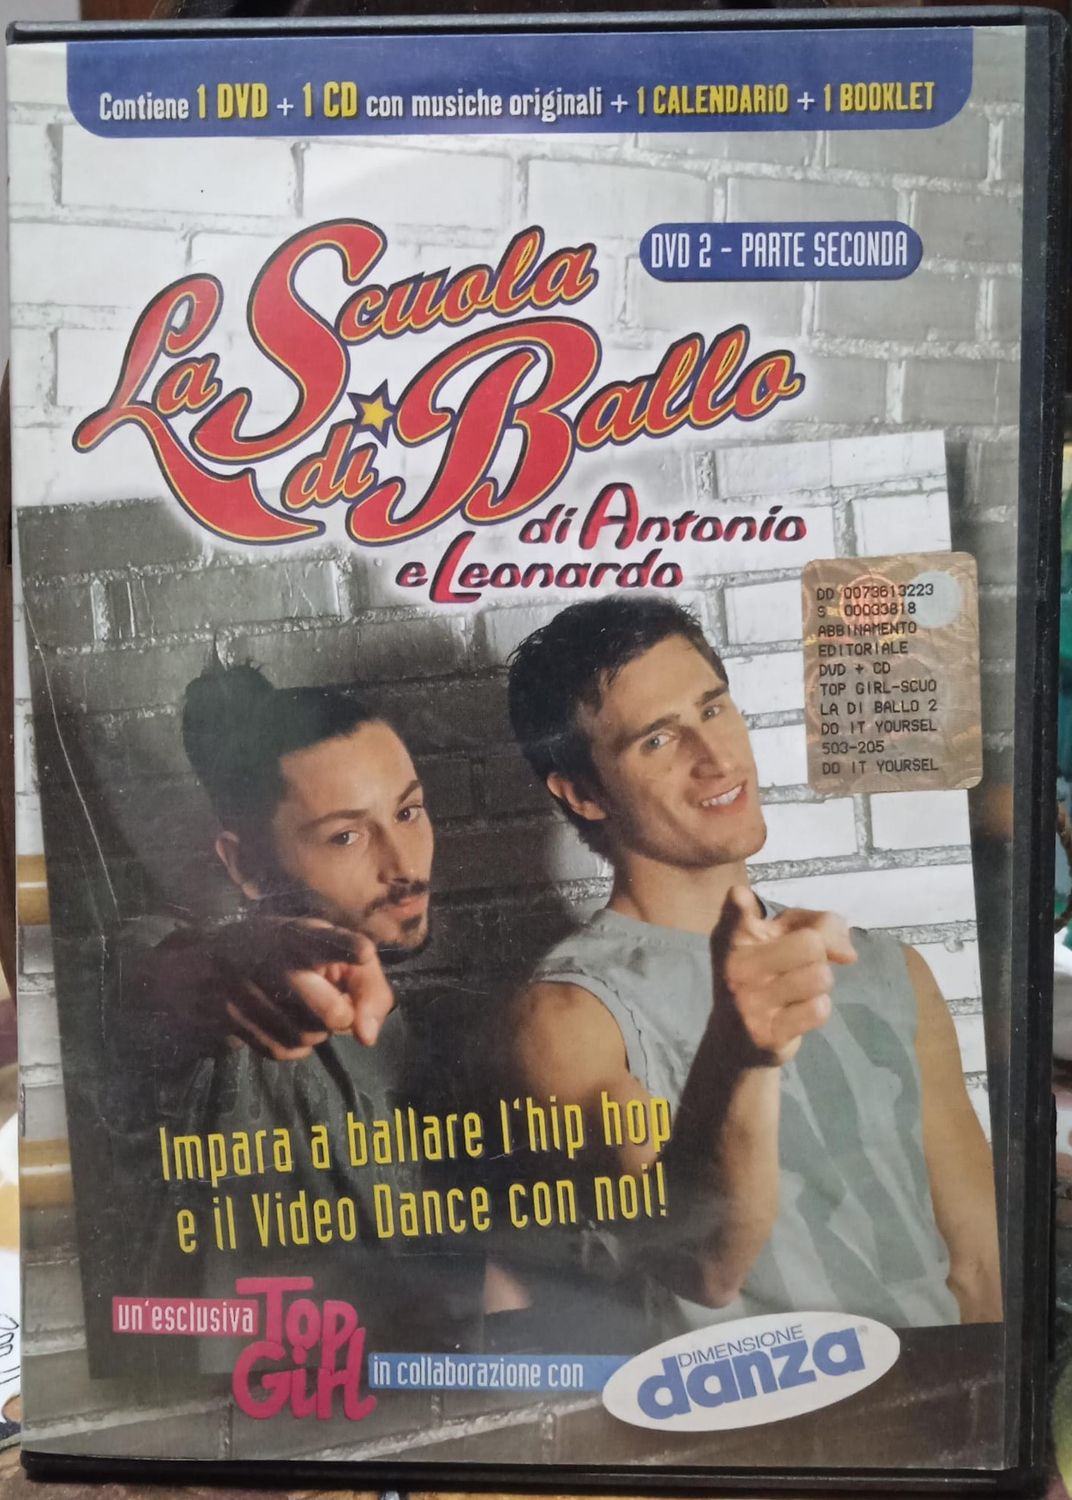 Contiene 1 DVD + 1 CD con musiche originali + 1 CALENDARiO + 1 BOOKLET
DVD 2 - PARTE SECONDA
La Scuola
di Ballo
di Antonio
e Leonardo
DD 0073613223
S 00033818
ABBINAMENTO
EDITORIALE
DVD + CD
TOP GIRL-SCUO
LA DI BALLO 2
DO IT YOURSEL
503-205
DO IT YOURSEL
Impara a ballare l'hip hop
e il Video Dance con noi!
un'esclusiva Top Girl in collaborazione con DIMENSIONE danza®